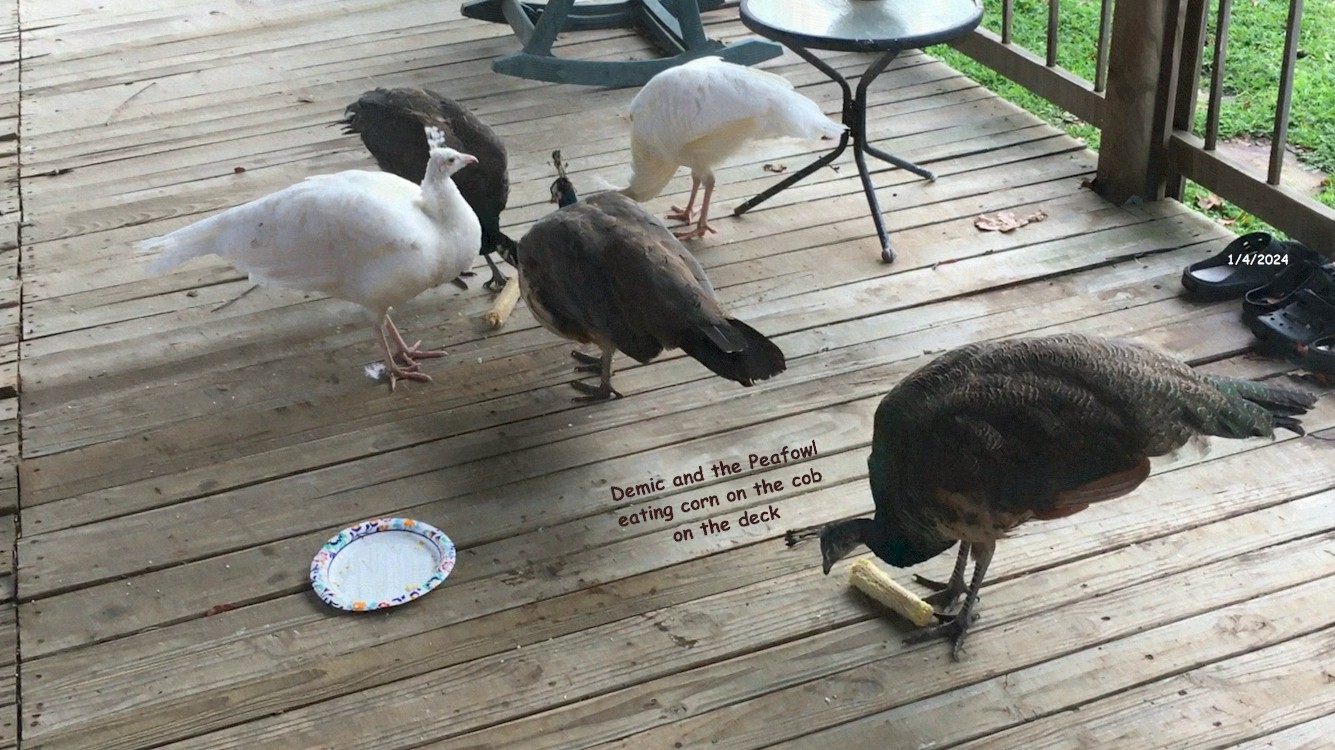 1/4/2024
Demic and the Peafowl
eating corn on the cob
on the deck